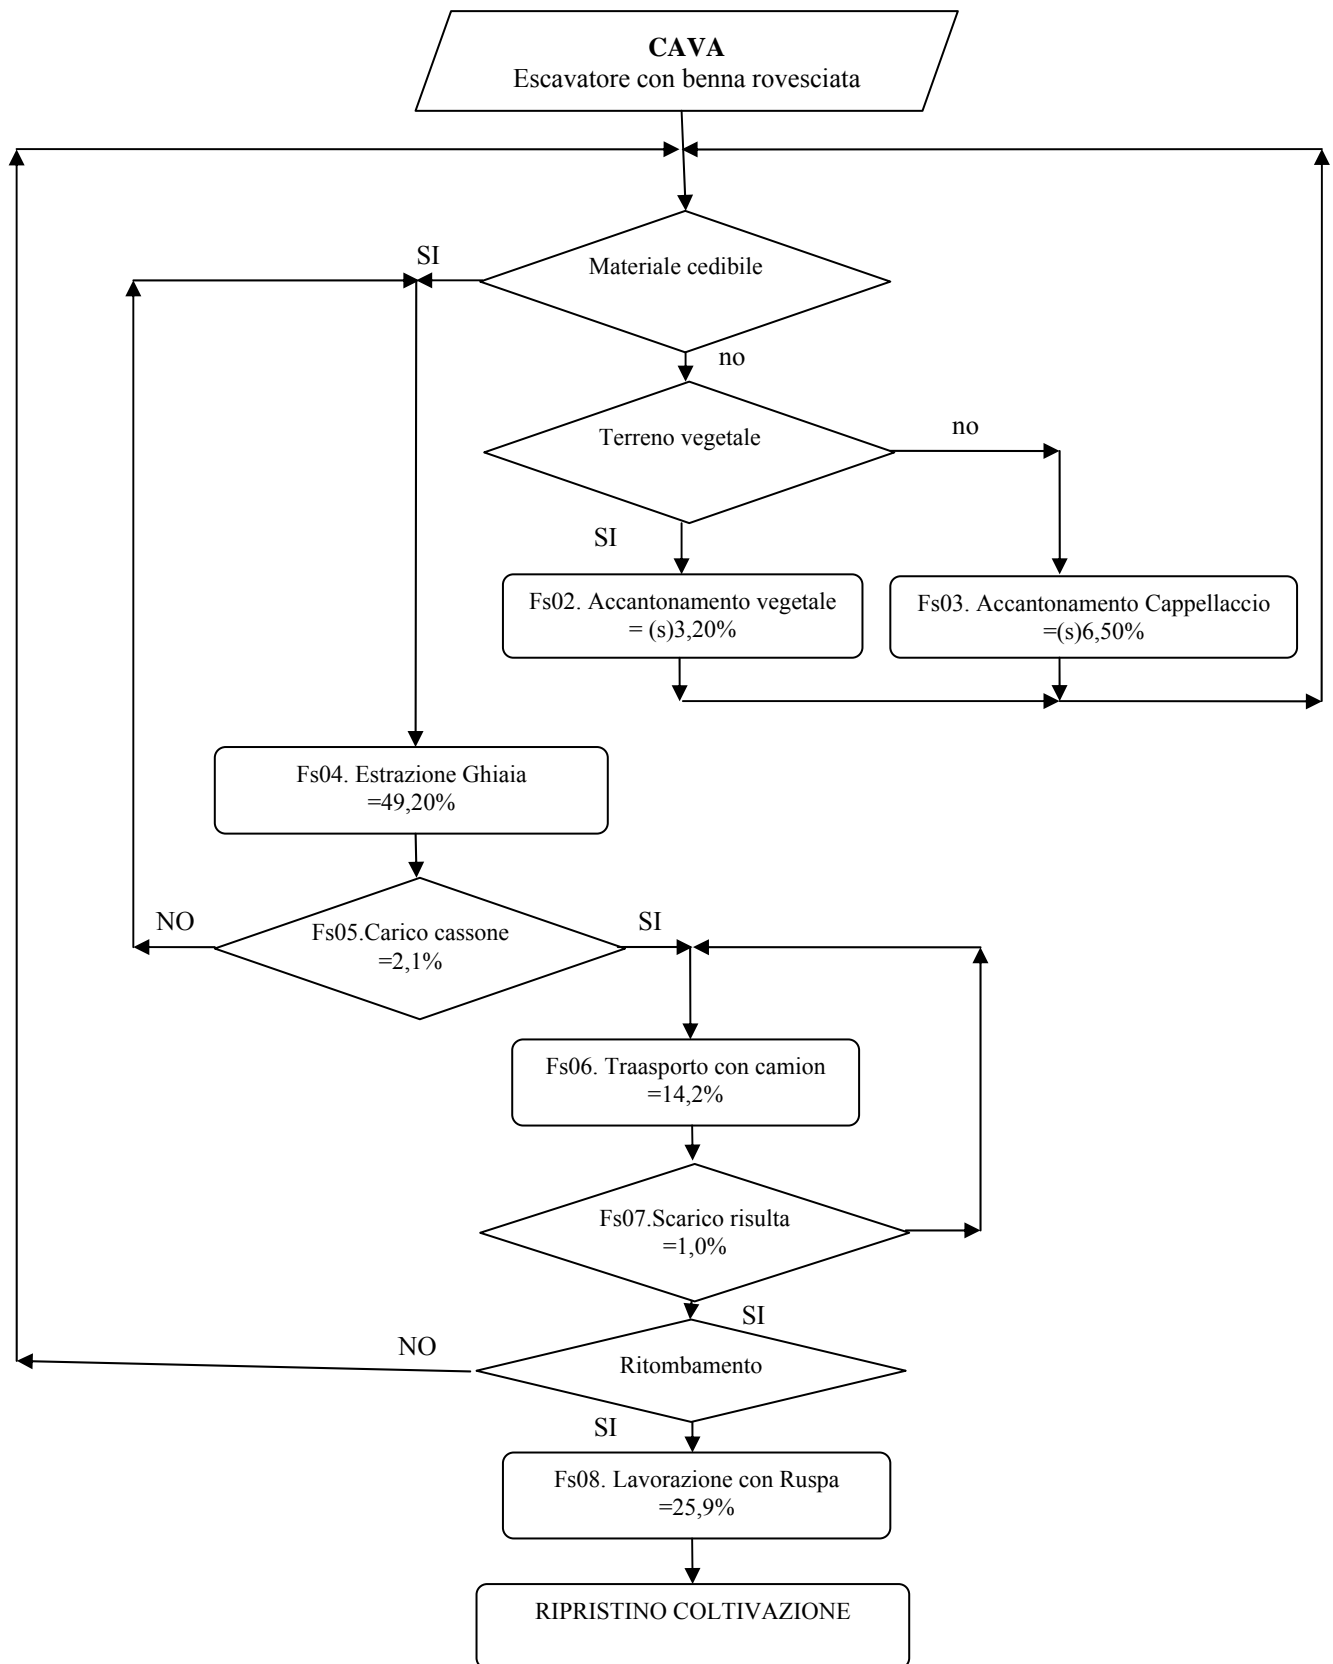 CAVA
Escavatore con benna rovesciata
SI
Materiale cedibile
no
Terreno vegetale
no
SI
Fs02. Accantonamento vegetale
= (s)3,20%
Fs03. Accantonamento Cappellaccio
=(s)6,50%
Fs04. Estrazione Ghiaia
=49,20%
NO
Fs05.Carico cassone
=2,1%
SI
Fs06. Traasporto con camion
=14,2%
Fs07.Scarico risulta
=1,0%
SI
NO
Ritombamento
SI
Fs08. Lavorazione con Ruspa
=25,9%
RIPRISTINO COLTIVAZIONE